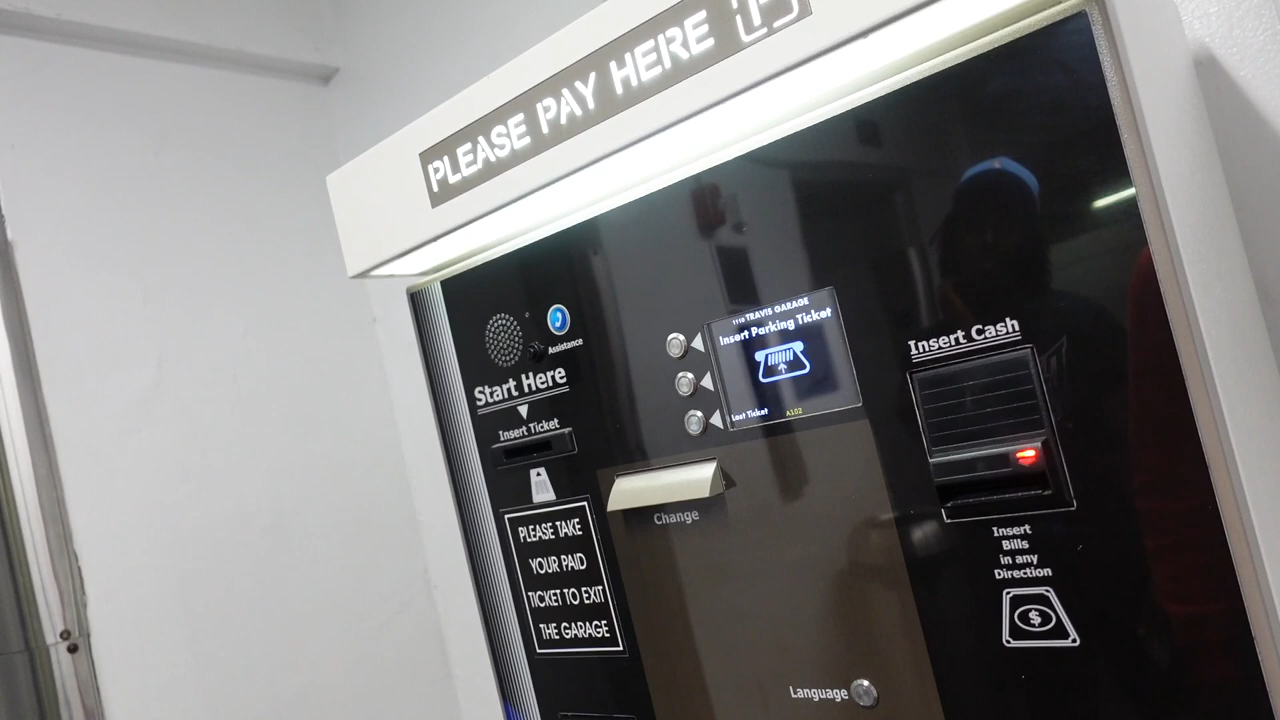 PLEASE PAY HERE
Assistance
Start Here
Insert Ticket
PLEASE TAKE
YOUR PAID
TICKET TO EXIT
THE GARAGE
1110 TRAVIS GARAGE
Insert Parking Ticket
Lost Ticket A102
Change
Insert Cash
Insert
Bills
in any
Direction
$
Language